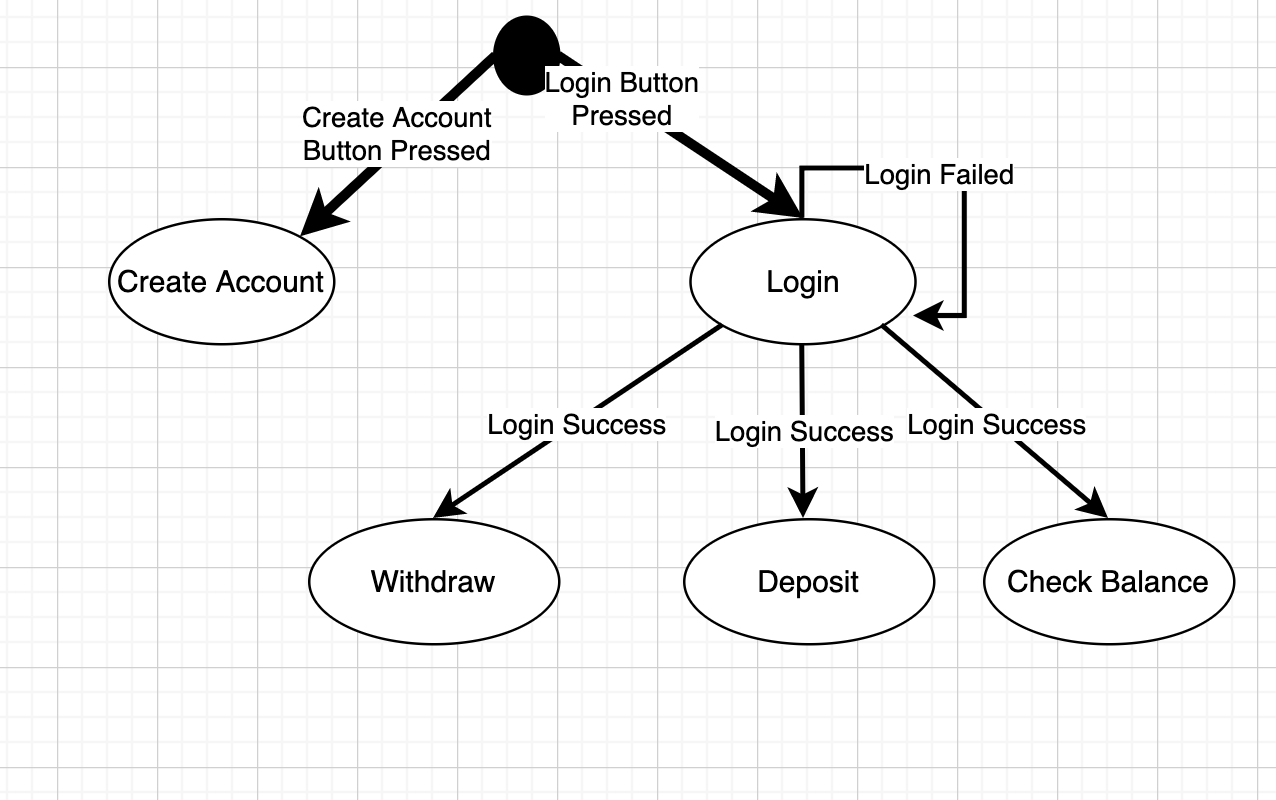 Login Button
Pressed
Create Account
Button Pressed
Login Failed
Create Account
Login
Login Success
Login Success
Login Success
Withdraw
Deposit
Check Balance